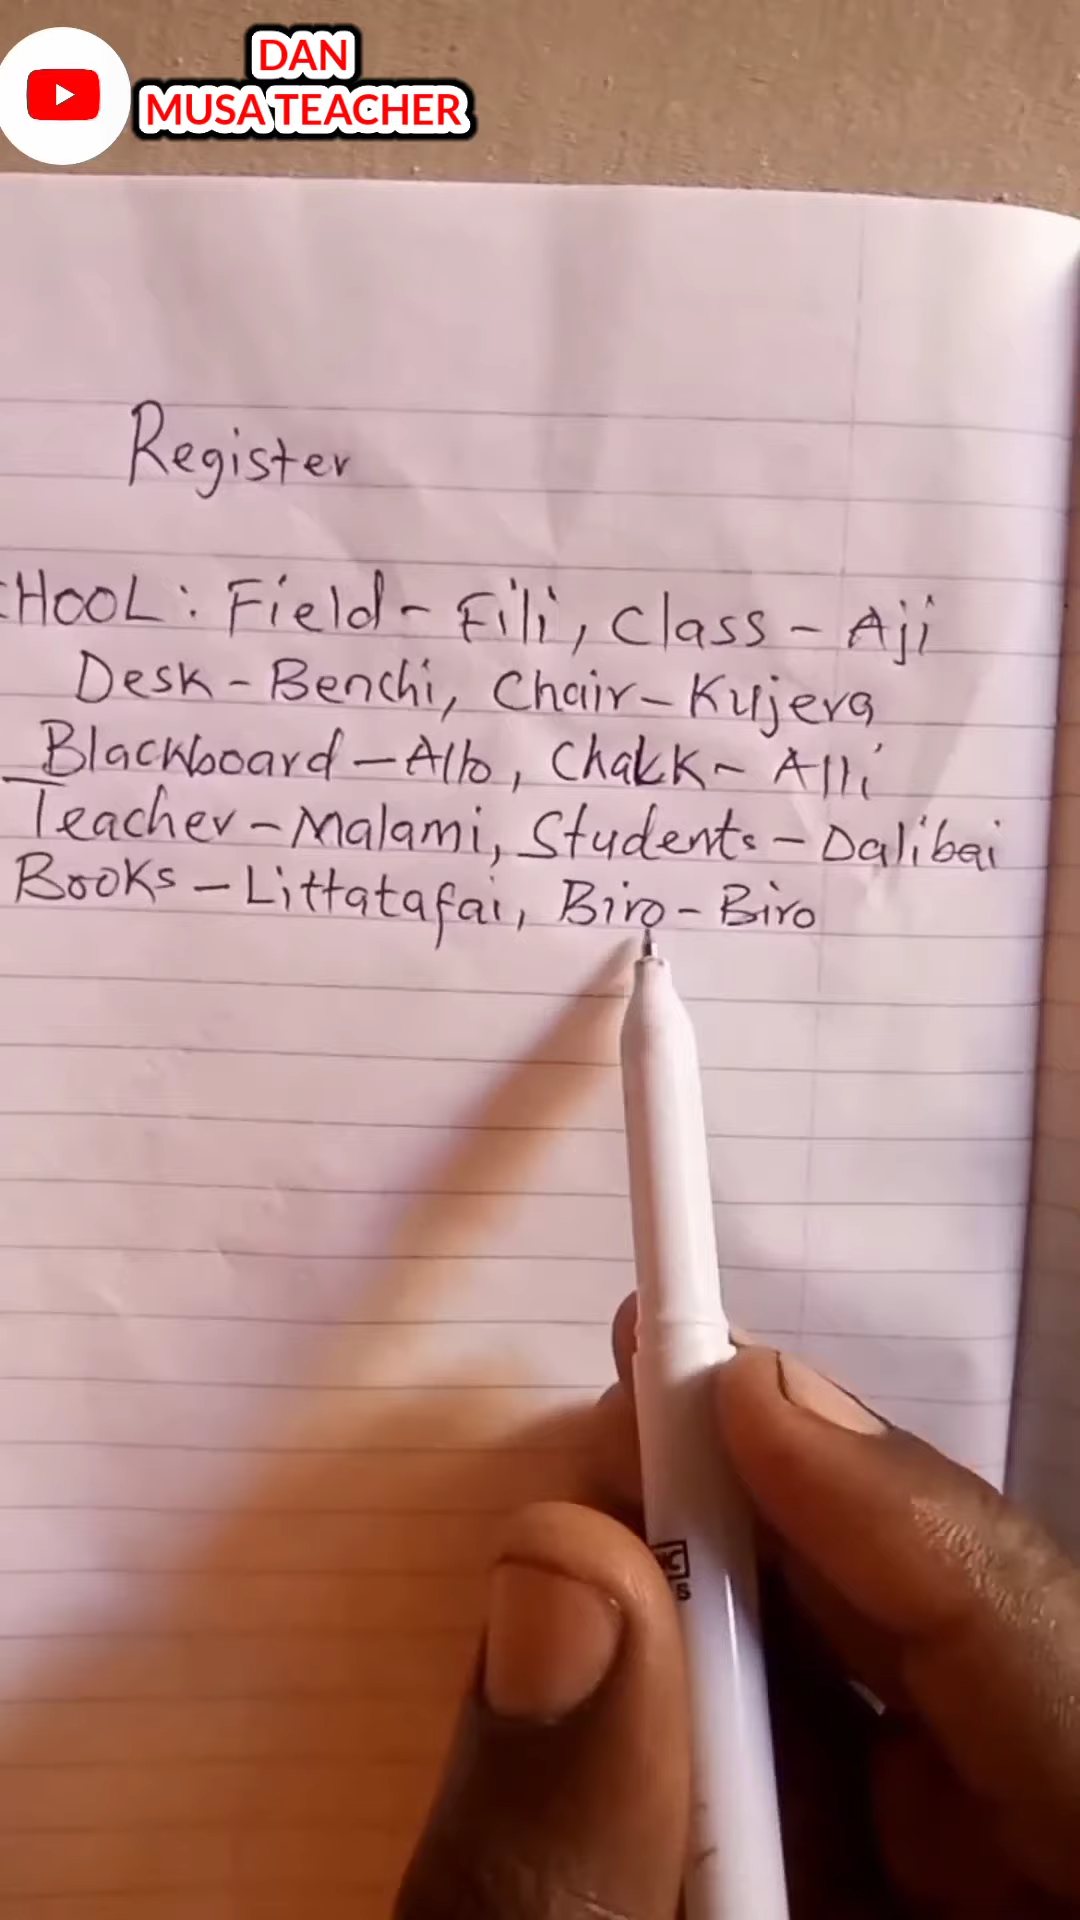 DAN
MUSA TEACHER
Register
CHOOL: Field - Fili, Class - Aji
Desk - Benchi, Chair - Kujera
Blackboard - Allo, Chalk - Alli
Teacher - Malami, Students - Dalibai
Books - Littatafai, Biro - Biro